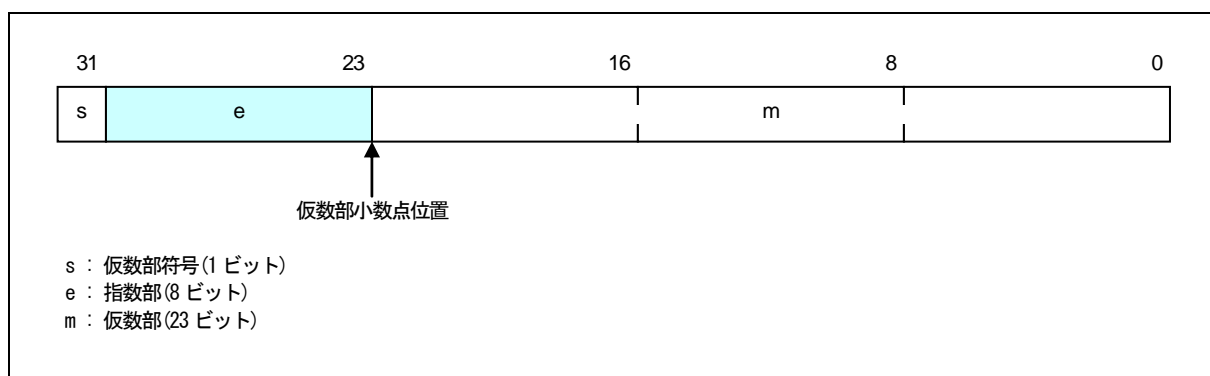 31 23 16 8 0
s e m
仮数部小数点位置
s : 仮数部符号(1 ビット)
e : 指数部(8 ビット)
m : 仮数部(23 ビット)